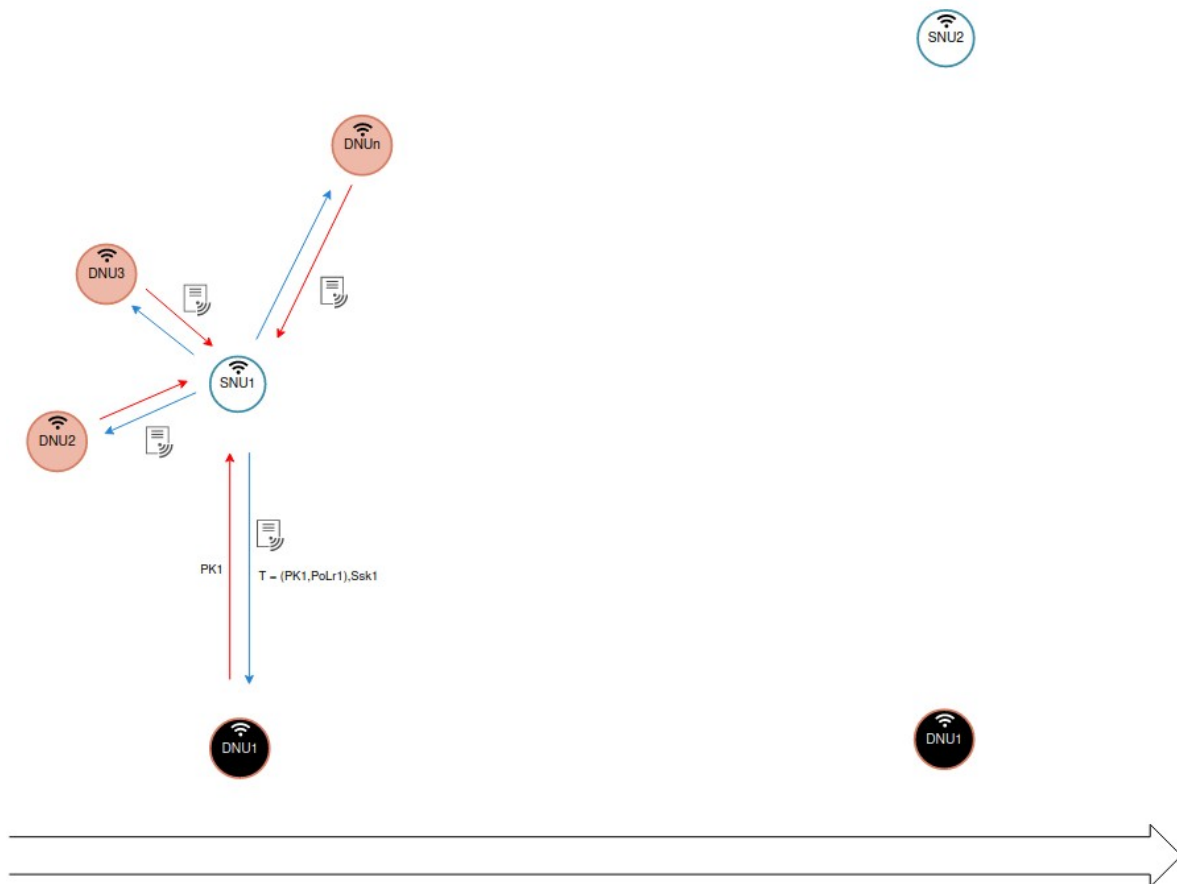 SNU2
DNUn
DNU3
SNU1
DNU2
PK1
T = (PK1,PoLr1),Ssk1
DNU1
DNU1